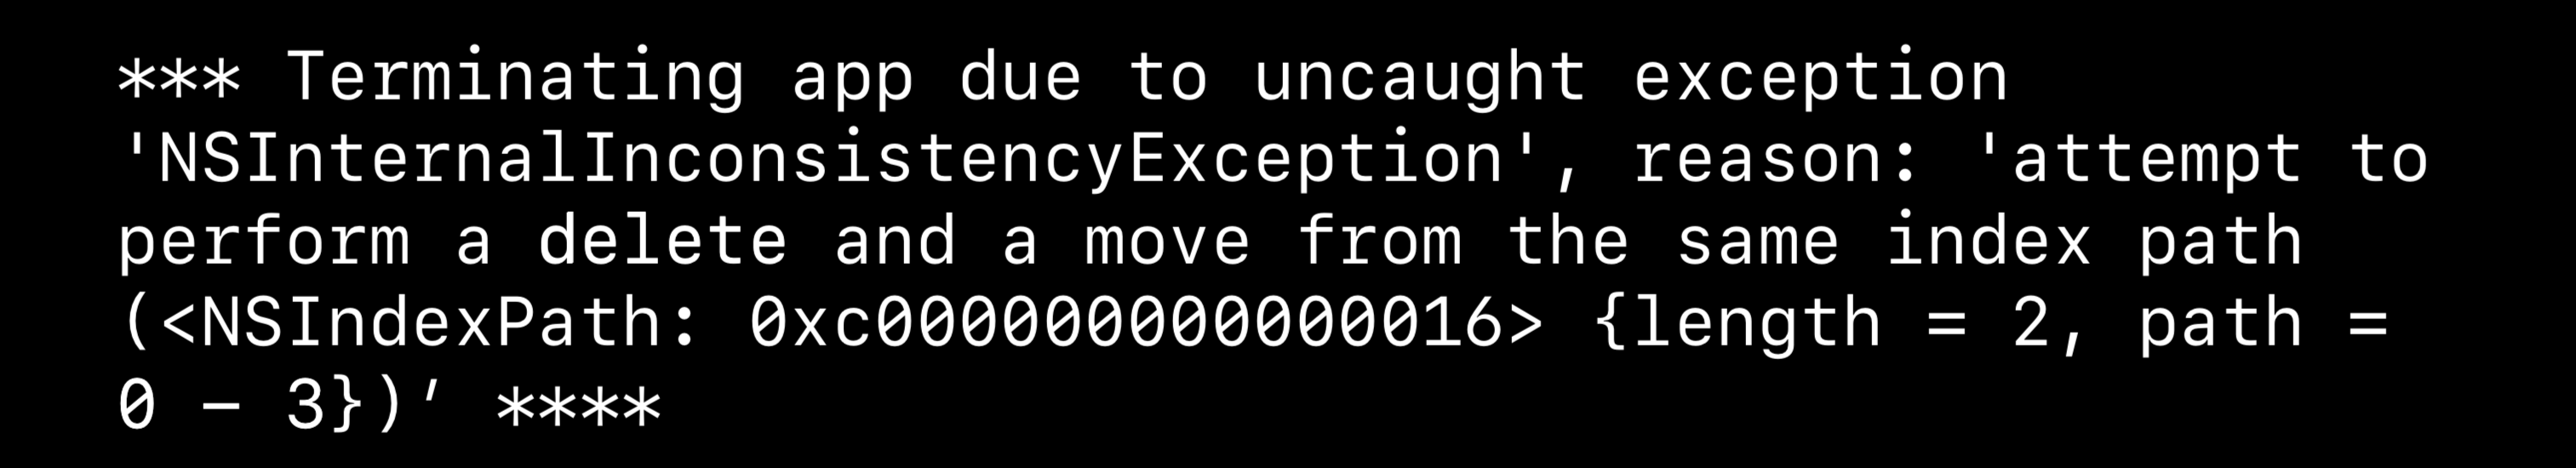 *** Terminating app due to uncaught exception
'NSInternalInconsistencyException', reason: 'attempt to
perform a delete and a move from the same index path
(<NSIndexPath: 0xc000000000000016> {length = 2, path =
0 – 3})’ ****